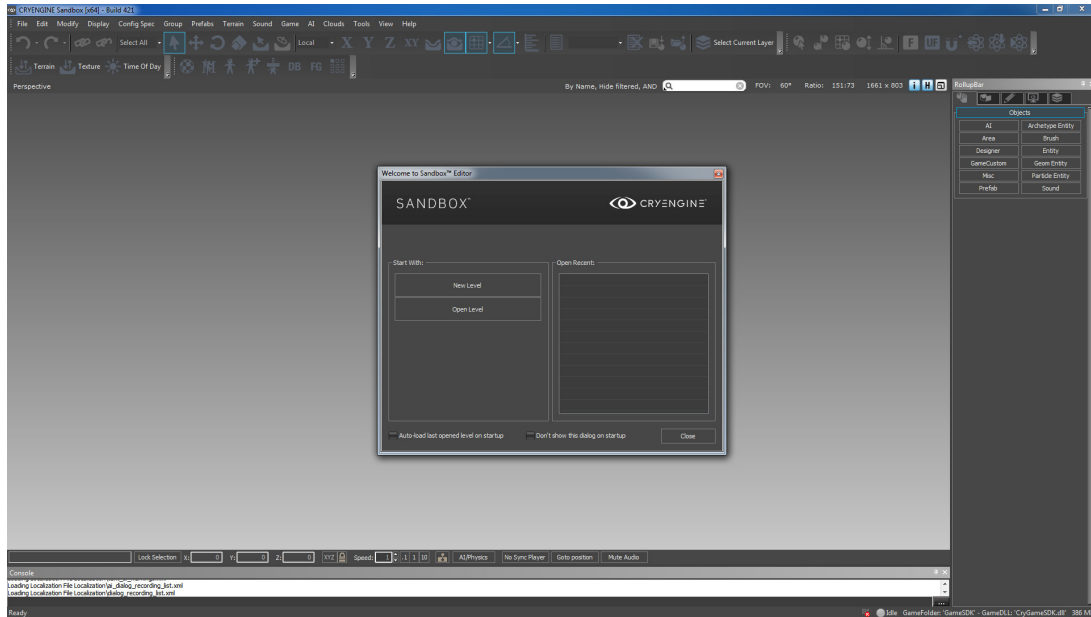 CRYENGINE Sandbox [x64] - Build 421
File Edit Modify Display Config Spec Group Prefabs Terrain Sound Game AI Clouds Tools View Help
Select All Local X Y Z XY Select Current Layer F UF
Terrain Texture Time Of Day DB FG
Perspective By Name, Hide filtered, AND FOV: 60° Ratio: 151:73 1661 x 803 i H
RollupBar
Objects
AI Archetype Entity
Area Brush
Designer Entity
GameCustom Geom Entity
Misc Particle Entity
Prefab Sound
Welcome to Sandbox™ Editor
SANDBOX™ CRYENGINE®
Start With: Open Recent:
New Level
Open Level
Auto-load last opened level on startup Don't show this dialog on startup Close
Lock Selection X: 0 Y: 0 Z: 0 XYZ Speed: 1 .1 1 10 AI/Physics No Sync Player Goto position Mute Audio
Console
Loading Localization File Localization\ai_dialog_recording_list.xml
Loading Localization File Localization\dialog_recording_list.xml
Ready Idle GameFolder: 'GameSDK' - GameDLL: 'CryGameSDK.dll' 386 M